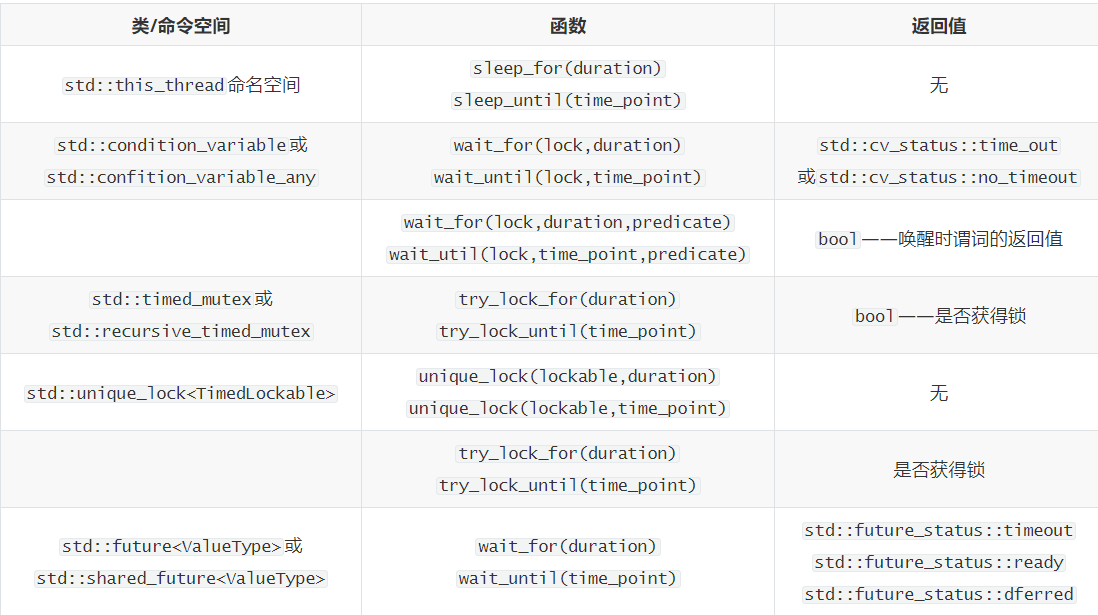 类/命令空间 函数 返回值
std::this_thread命名空间 sleep_for(duration) 无
sleep_until(time_point)
std::condition_variable或 wait_for(lock,duration) std::cv_status::time_out
std::confition_variable_any wait_until(lock,time_point) 或std::cv_status::no_timeout
wait_for(lock,duration,predicate) bool——唤醒时谓词的返回值
wait_util(lock,time_point,predicate)
std::timed_mutex或 try_lock_for(duration) bool——是否获得锁
std::recursive_timed_mutex try_lock_until(time_point)
std::unique_lock<TimedLockable> unique_lock(lockable,duration) 无
unique_lock(lockable,time_point)
try_lock_for(duration) 是否获得锁
try_lock_until(time_point)
std::future<ValueType>或 wait_for(duration) std::future_status::timeout
std::shared_future<ValueType> wait_until(time_point) std::future_status::ready
std::future_status::dferred